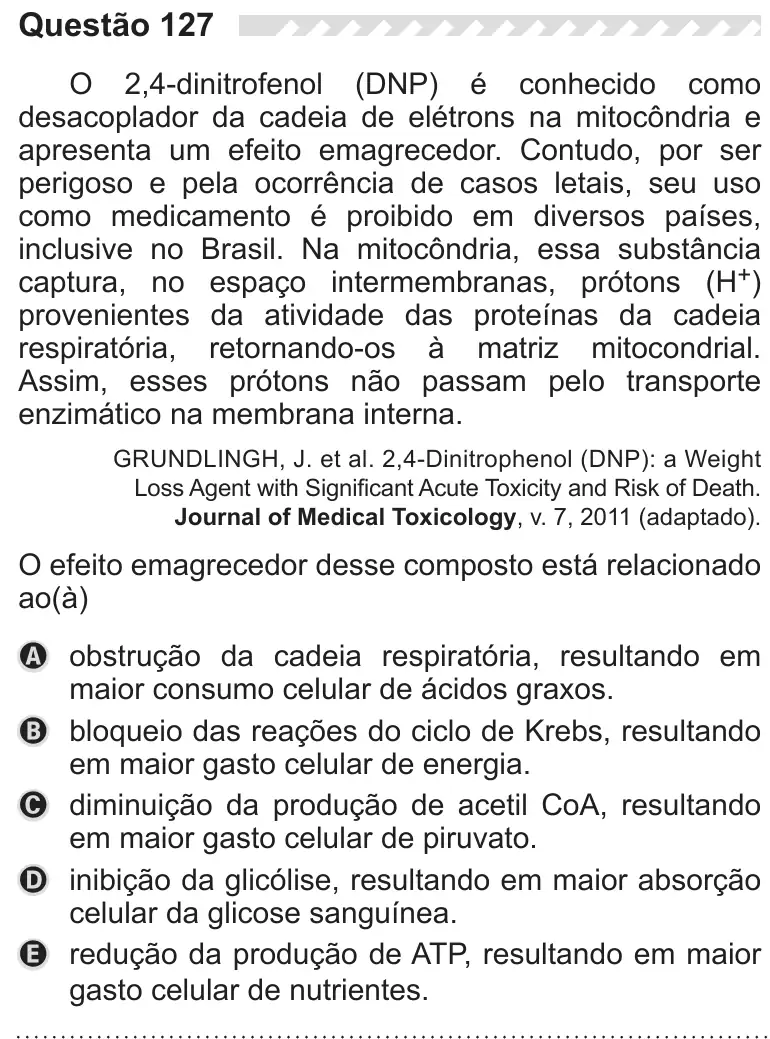 Questão 127
O 2,4-dinitrofenol (DNP) é conhecido como
desacoplador da cadeia de elétrons na mitocôndria e
apresenta um efeito emagrecedor. Contudo, por ser
perigoso e pela ocorrência de casos letais, seu uso
como medicamento é proibido em diversos países,
inclusive no Brasil. Na mitocôndria, essa substância
captura, no espaço intermembranas, prótons (H⁺)
provenientes da atividade das proteínas da cadeia
respiratória, retornando-os à matriz mitocondrial.
Assim, esses prótons não passam pelo transporte
enzimático na membrana interna.
GRUNDLINGH, J. et al. 2,4-Dinitrophenol (DNP): a Weight
Loss Agent with Significant Acute Toxicity and Risk of Death.
Journal of Medical Toxicology, v. 7, 2011 (adaptado).
O efeito emagrecedor desse composto está relacionado
ao(à)
A obstrução da cadeia respiratória, resultando em
maior consumo celular de ácidos graxos.
B bloqueio das reações do ciclo de Krebs, resultando
em maior gasto celular de energia.
C diminuição da produção de acetil CoA, resultando
em maior gasto celular de piruvato.
D inibição da glicólise, resultando em maior absorção
celular da glicose sanguínea.
E redução da produção de ATP, resultando em maior
gasto celular de nutrientes.